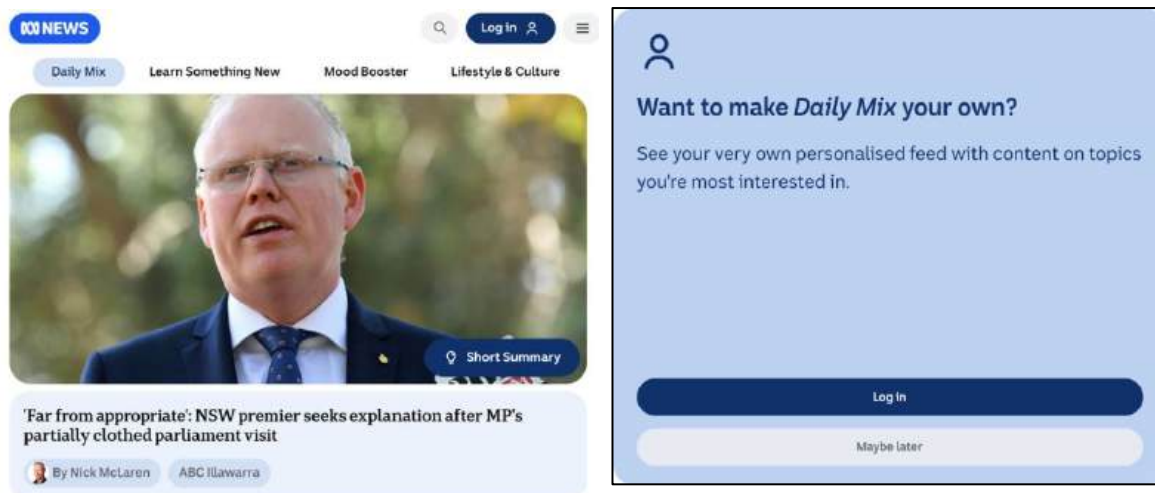 NEWS
Log in
Daily Mix
Learn Something New
Mood Booster
Lifestyle & Culture
Short Summary
'Far from appropriate': NSW premier seeks explanation after MP's
partially clothed parliament visit
By Nick McLaren
ABC Illawarra
Want to make Daily Mix your own?
See your very own personalised feed with content on topics
you're most interested in.
Log in
Maybe later